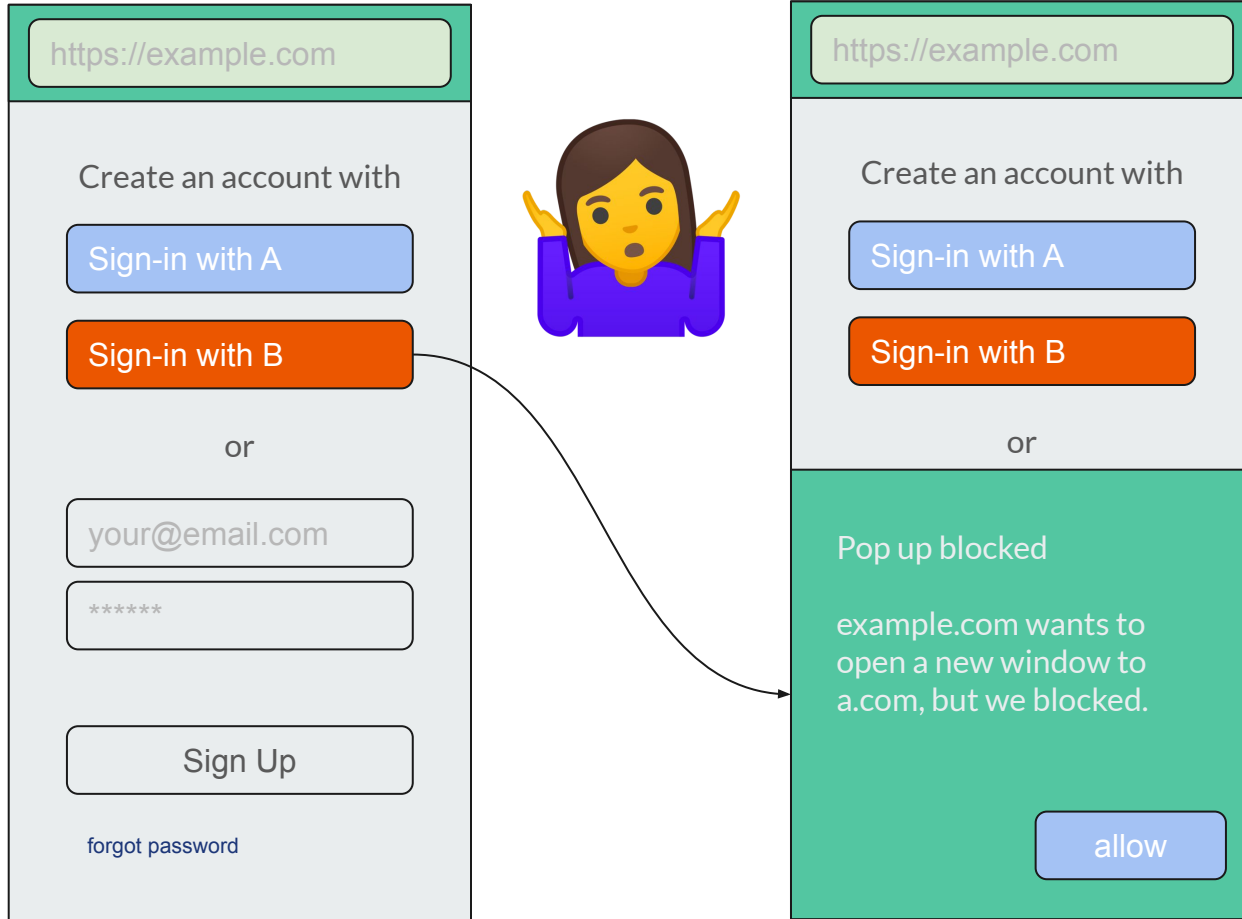 https://example.com
Create an account with
Sign-in with A
Sign-in with B
or
your@email.com
******
Sign Up
forgot password
https://example.com
Create an account with
Sign-in with A
Sign-in with B
or
Pop up blocked
example.com wants to
open a new window to
a.com, but we blocked.
allow